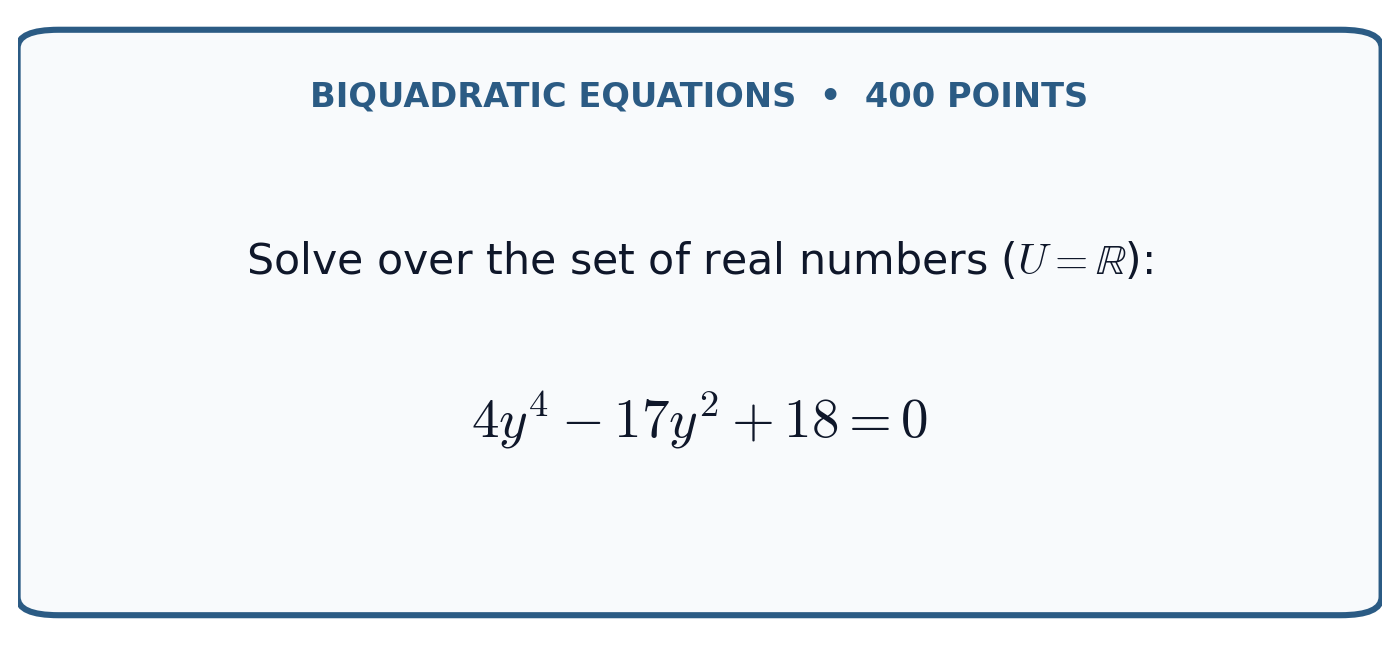 BIQUADRATIC EQUATIONS • 400 POINTS
Solve over the set of real numbers (U = ℝ):
4y⁴ − 17y² + 18 = 0